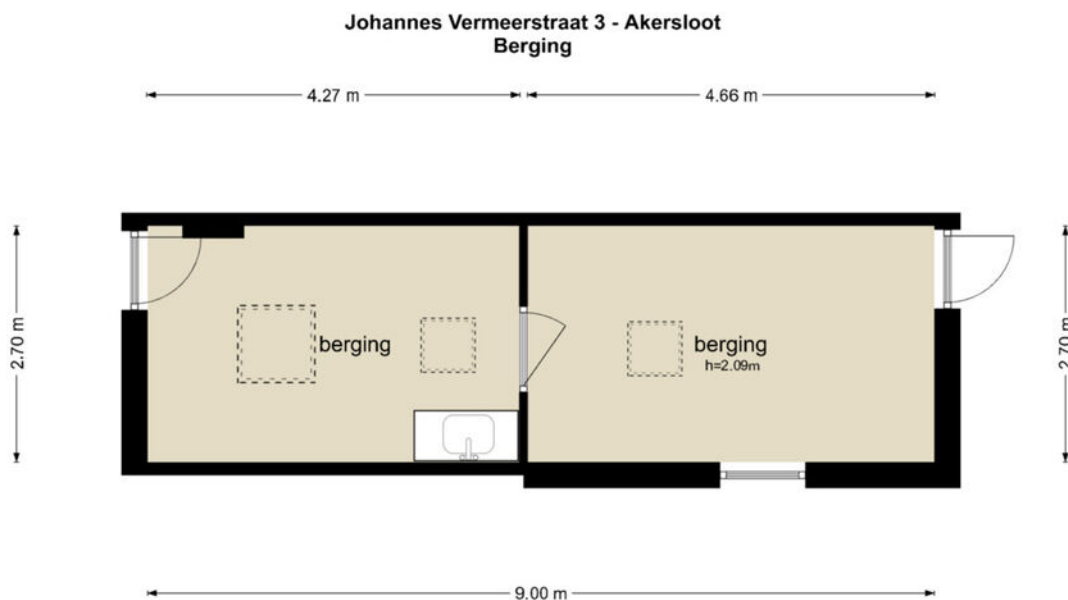 Johannes Vermeerstraat 3 - Akersloot
Berging
4.27 m
4.66 m
2.70 m
berging
berging
h=2.09m
2.70 m
9.00 m